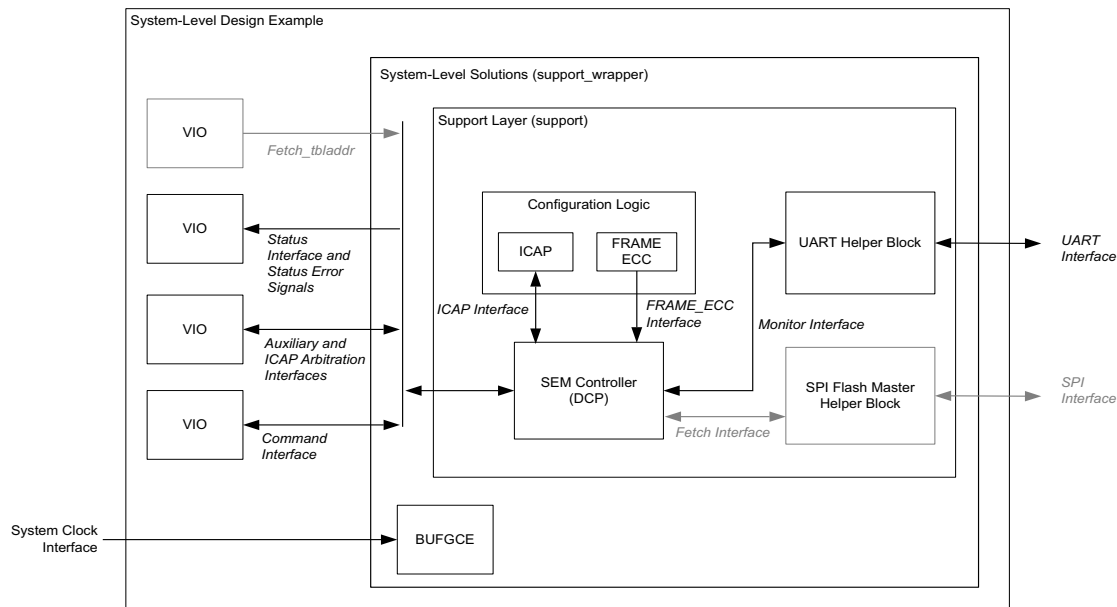 System-Level Design Example
System-Level Solutions (support_wrapper)
Support Layer (support)
VIO
Fetch_tbladdr
VIO
Status
Interface and
Status Error
Signals
VIO
Auxiliary and
ICAP Arbitration
Interfaces
VIO
Command
Interface
Configuration Logic
ICAP
FRAME
ECC
ICAP Interface
FRAME_ECC
Interface
SEM Controller
(DCP)
Monitor Interface
Fetch Interface
UART Helper Block
UART
Interface
SPI Flash Master
Helper Block
SPI
Interface
System Clock
Interface
BUFGCE